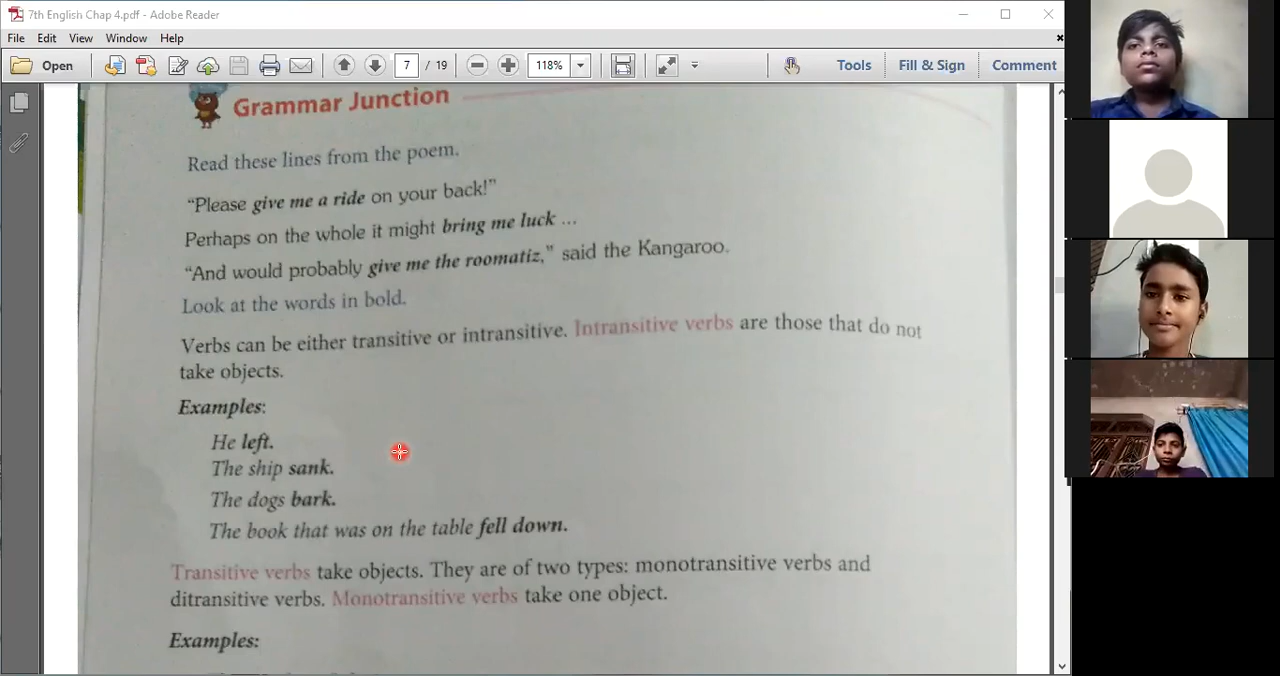 7th English Chap 4.pdf - Adobe Reader
File Edit View Window Help
Open 7 / 19 118% Tools Fill & Sign Comment
Grammar Junction
Read these lines from the poem.
“Please give me a ride on your back!”
Perhaps on the whole it might bring me luck ...
“And would probably give me the roomatiz,” said the Kangaroo.
Look at the words in bold.
Verbs can be either transitive or intransitive. Intransitive verbs are those that do not
take objects.
Examples:
He left.
The ship sank.
The dogs bark.
The book that was on the table fell down.
Transitive verbs take objects. They are of two types: monotransitive verbs and
ditransitive verbs. Monotransitive verbs take one object.
Examples: